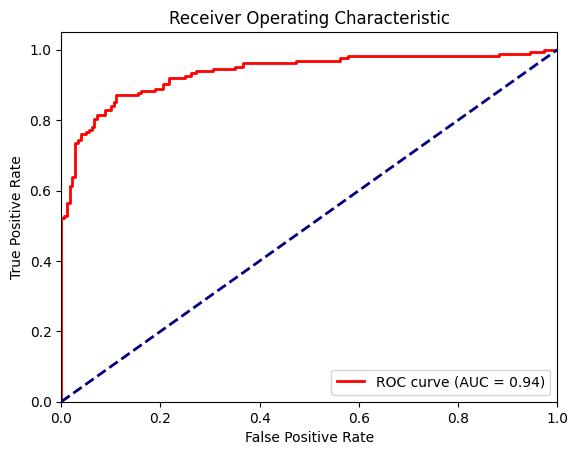 Receiver Operating Characteristic
1.0
0.8
0.6
0.4
0.2
0.0
True Positive Rate
ROC curve (AUC = 0.94)
0.0 0.2 0.4 0.6 0.8 1.0
False Positive Rate